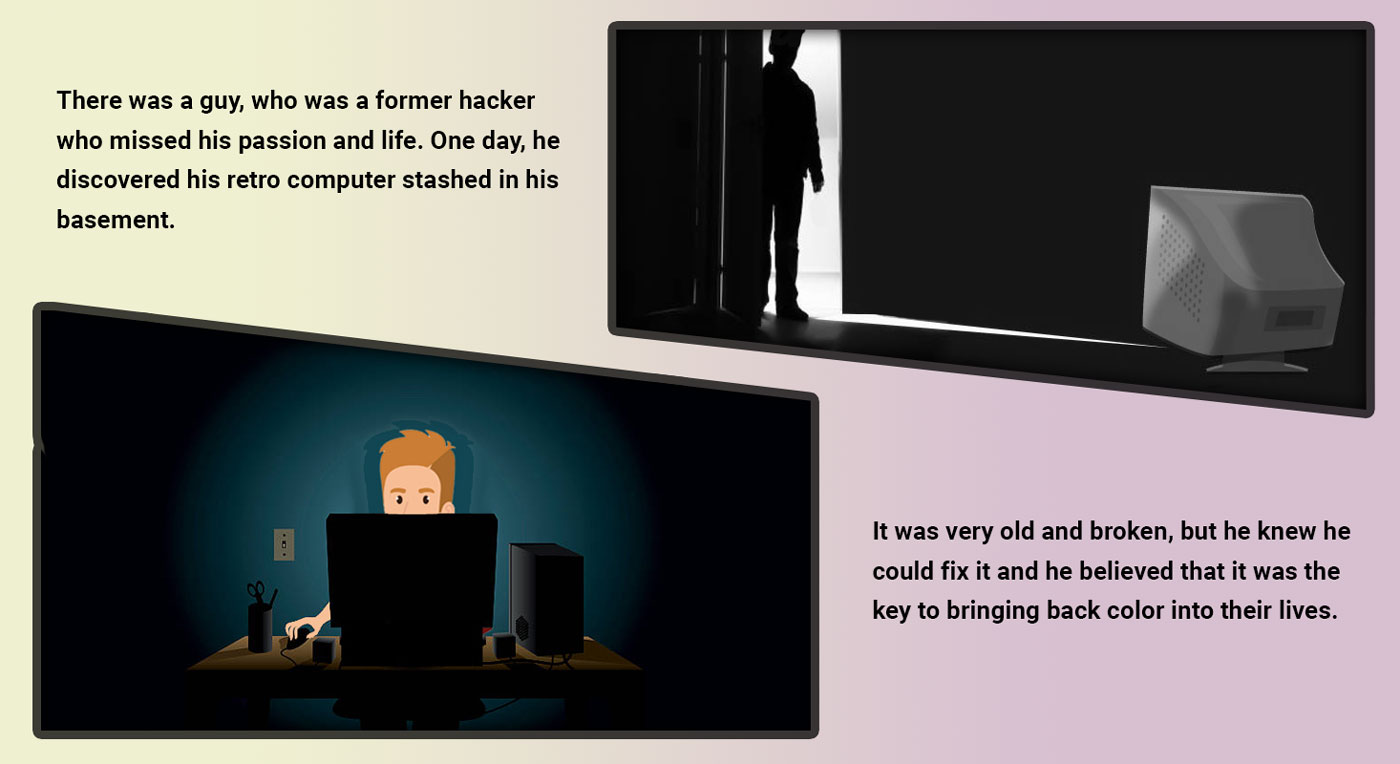 There was a guy, who was a former hacker
who missed his passion and life. One day, he
discovered his retro computer stashed in his
basement.
It was very old and broken, but he knew he
could fix it and he believed that it was the
key to bringing back color into their lives.